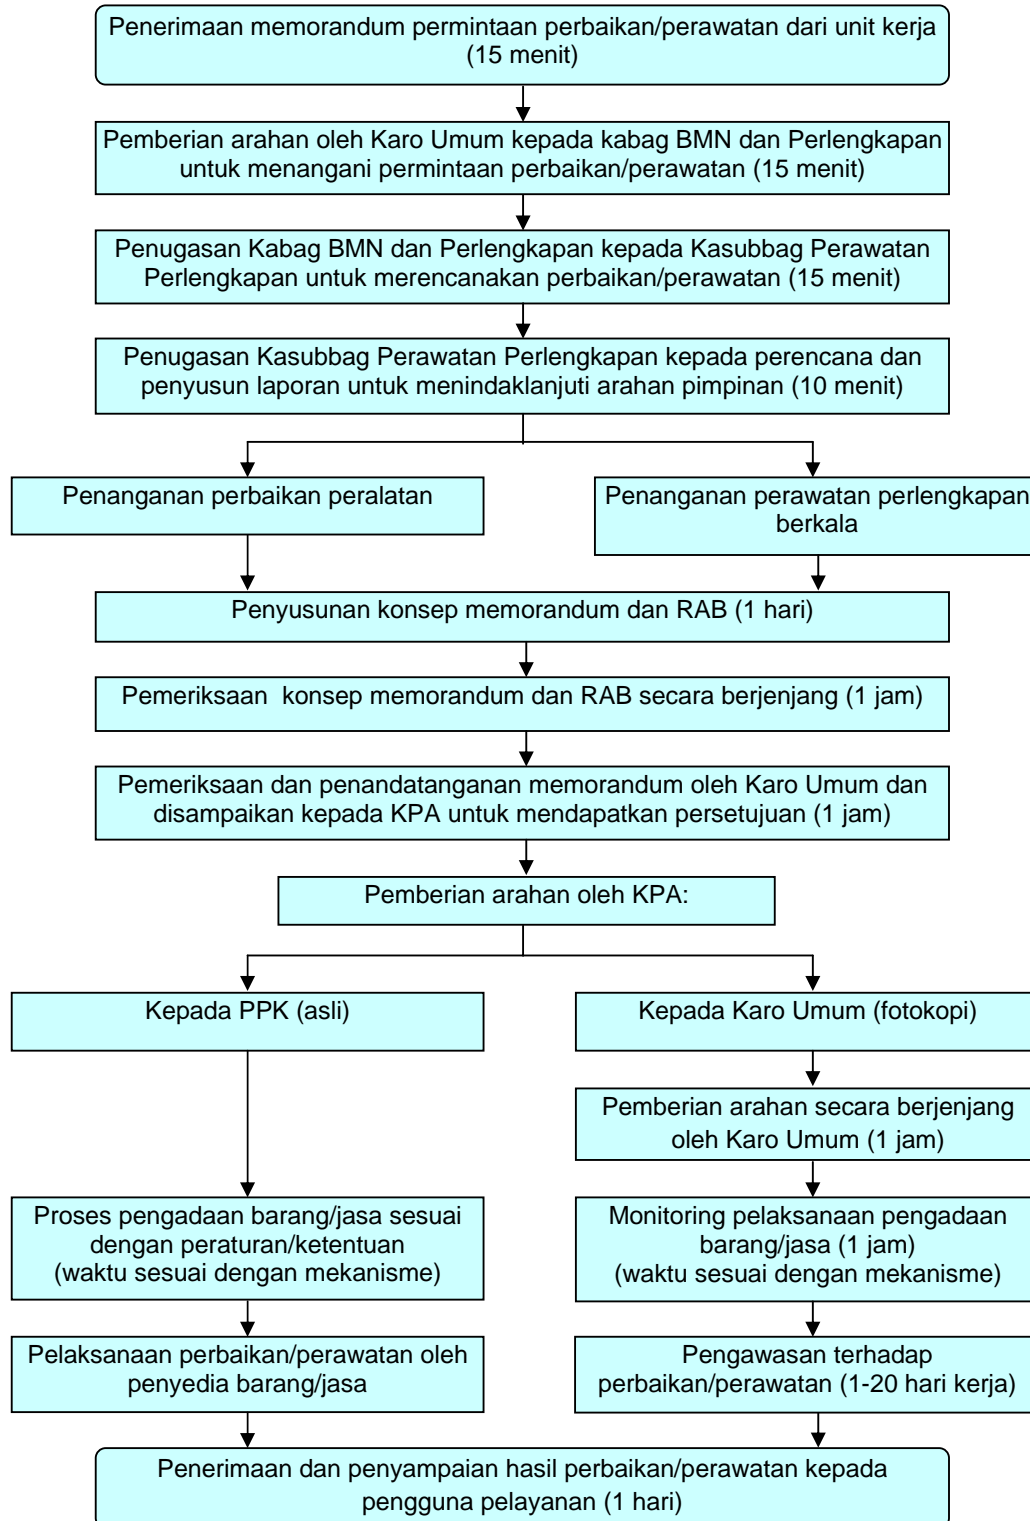 Penerimaan memorandum permintaan perbaikan/perawatan dari unit kerja
(15 menit)
Pemberian arahan oleh Karo Umum kepada kabag BMN dan Perlengkapan
untuk menangani permintaan perbaikan/perawatan (15 menit)
Penugasan Kabag BMN dan Perlengkapan kepada Kasubbag Perawatan
Perlengkapan untuk merencanakan perbaikan/perawatan (15 menit)
Penugasan Kasubbag Perawatan Perlengkapan kepada perencana dan
penyusun laporan untuk menindaklanjuti arahan pimpinan (10 menit)
Penanganan perbaikan peralatan
Penanganan perawatan perlengkapan
berkala
Penyusunan konsep memorandum dan RAB (1 hari)
Pemeriksaan  konsep memorandum dan RAB secara berjenjang (1 jam)
Pemeriksaan dan penandatanganan memorandum oleh Karo Umum dan
disampaikan kepada KPA untuk mendapatkan persetujuan (1 jam)
Pemberian arahan oleh KPA:
Kepada PPK (asli)
Kepada Karo Umum (fotokopi)
Pemberian arahan secara berjenjang
oleh Karo Umum (1 jam)
Proses pengadaan barang/jasa sesuai
dengan peraturan/ketentuan
(waktu sesuai dengan mekanisme)
Monitoring pelaksanaan pengadaan
barang/jasa (1 jam)
(waktu sesuai dengan mekanisme)
Pelaksanaan perbaikan/perawatan oleh
penyedia barang/jasa
Pengawasan terhadap
perbaikan/perawatan (1-20 hari kerja)
Penerimaan dan penyampaian hasil perbaikan/perawatan kepada
pengguna pelayanan (1 hari)